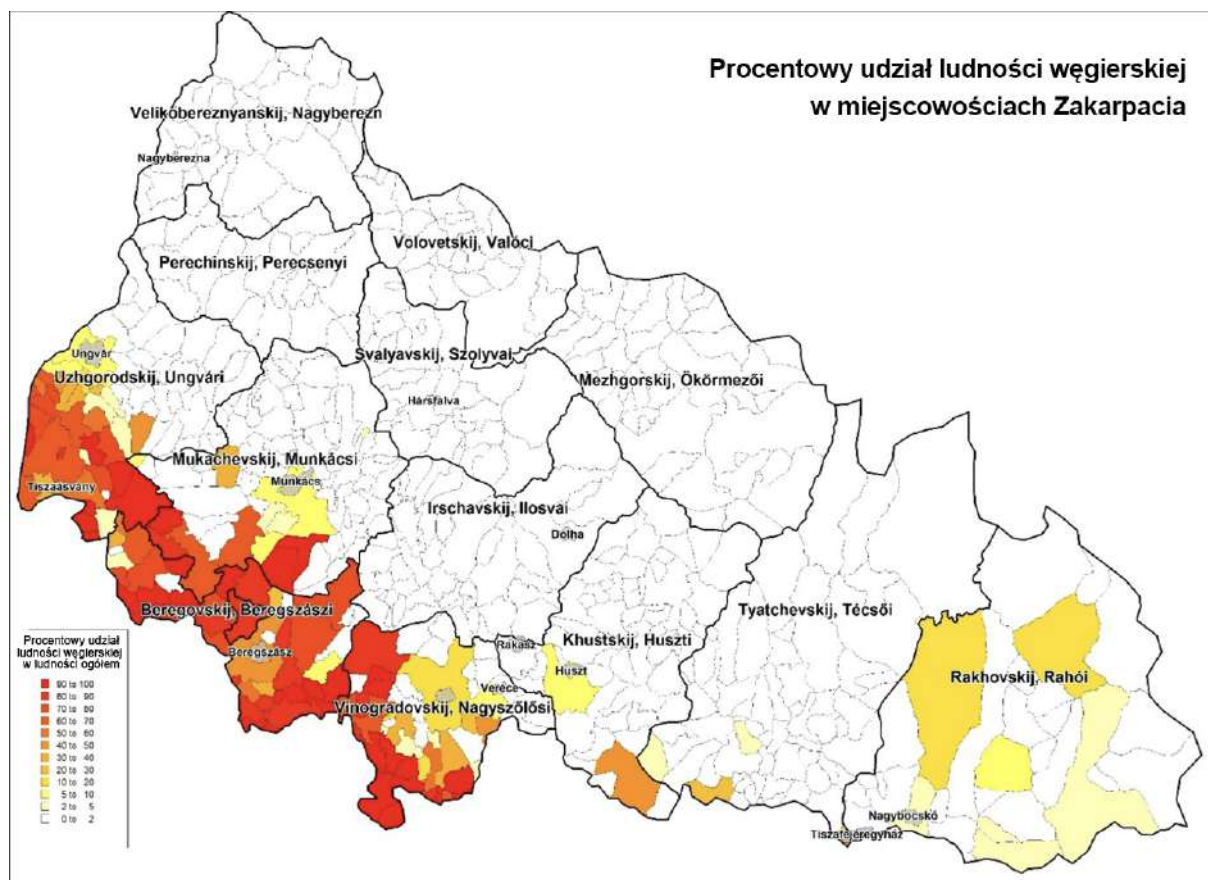 Procentowy udział ludności węgierskiej
w miejscowościach Zakarpacia
Velikobereznyanskij, Nagyberezn
Nagyberezna
Volovetskij, Valóci
Perechinskij, Perecsenyi
Ungvár
Uzhgorodskij, Ungvári
Svalyavskij, Szolyvai
Mezhgorskij, Ökörmezői
Hársfalva
Mukachevskij, Munkácsi
Munkács
Tiszaásvány
Irschavskij, Ilosvai
Dolha
Beregovskij, Beregszászi
Tyatchevskij, Técsői
Khustskij, Huszti
Rakasz
Beregszász
Huszt
Rakhovskij, Rahói
Veréce
Vinogradovskij, Nagyszőlősi
Nagybocskó
Tiszafejéregyház
Procentowy udział
ludności węgierskiej
w ludności ogółem
90 to 100
80 to 90
70 to 80
60 to 70
50 to 60
40 to 50
30 to 40
20 to 30
10 to 20
5 to 10
2 to 5
0 to 2